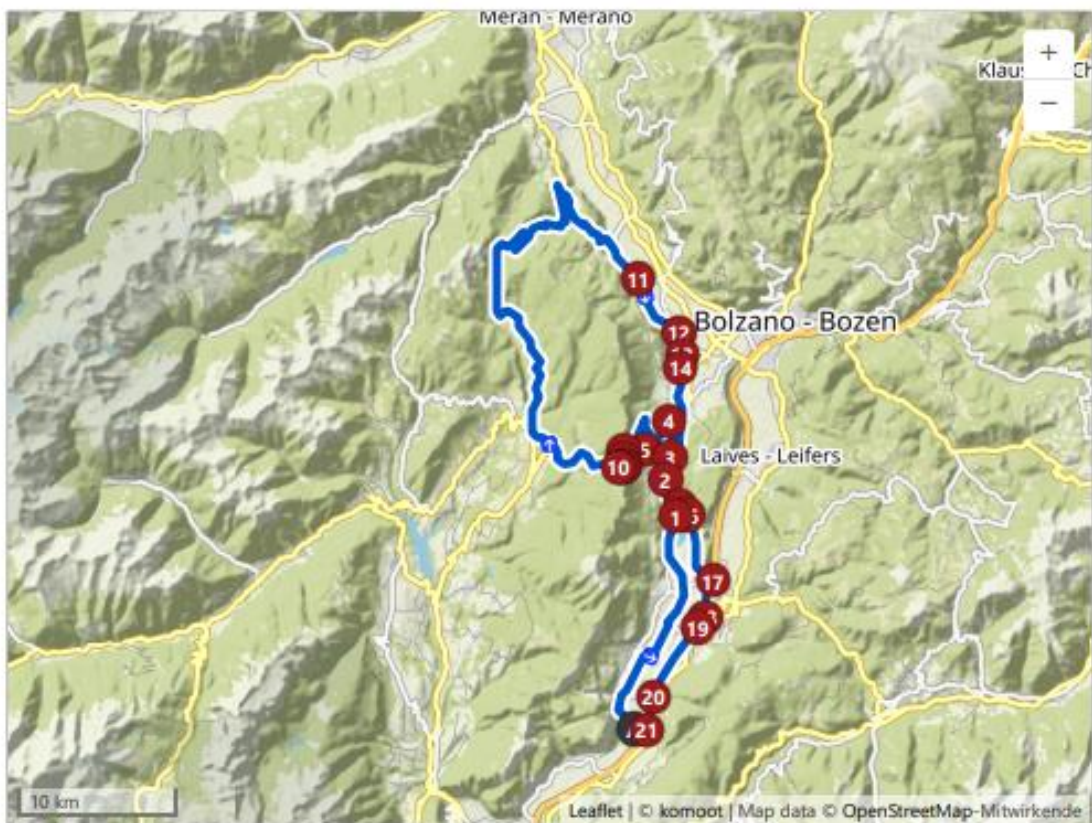 Meran - Merano
+
Klaus
Ch
−
11
Bolzano - Bozen
12
14
4
5
3
Laives - Leifers
10
2
1
17
19
20
21
10 km
Leaflet | © komoot | Map data © OpenStreetMap-Mitwirkende